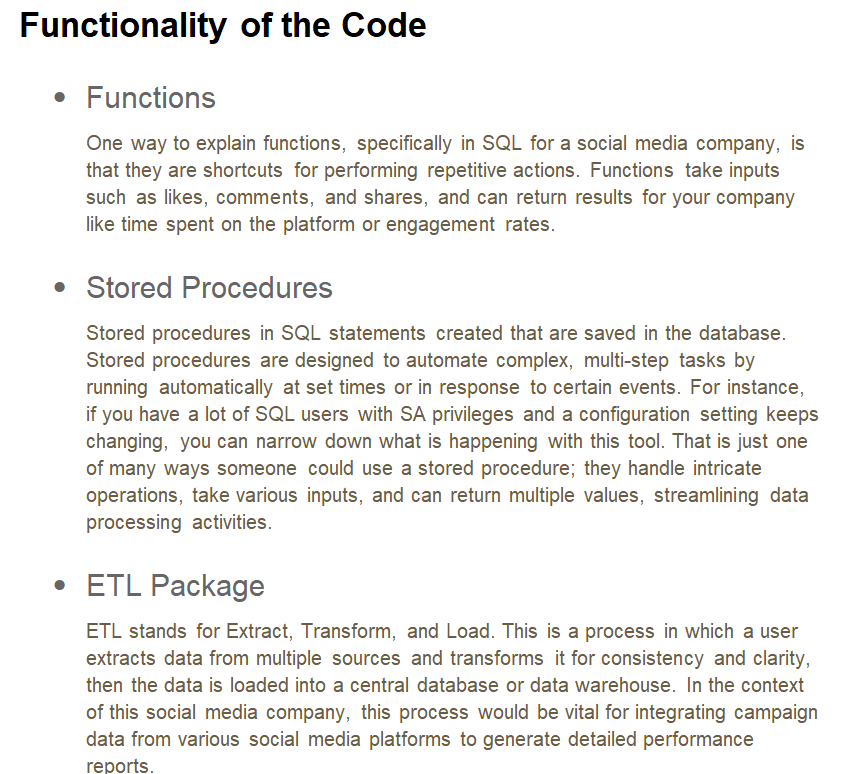 Functionality of the Code
• Functions
One way to explain functions, specifically in SQL for a social media company, is
that they are shortcuts for performing repetitive actions. Functions take inputs
such as likes, comments, and shares, and can return results for your company
like time spent on the platform or engagement rates.
• Stored Procedures
Stored procedures in SQL statements created that are saved in the database.
Stored procedures are designed to automate complex, multi-step tasks by
running automatically at set times or in response to certain events. For instance,
if you have a lot of SQL users with SA privileges and a configuration setting keeps
changing, you can narrow down what is happening with this tool. That is just one
of many ways someone could use a stored procedure; they handle intricate
operations, take various inputs, and can return multiple values, streamlining data
processing activities.
• ETL Package
ETL stands for Extract, Transform, and Load. This is a process in which a user
extracts data from multiple sources and transforms it for consistency and clarity,
then the data is loaded into a central database or data warehouse. In the context
of this social media company, this process would be vital for integrating campaign
data from various social media platforms to generate detailed performance
reports.